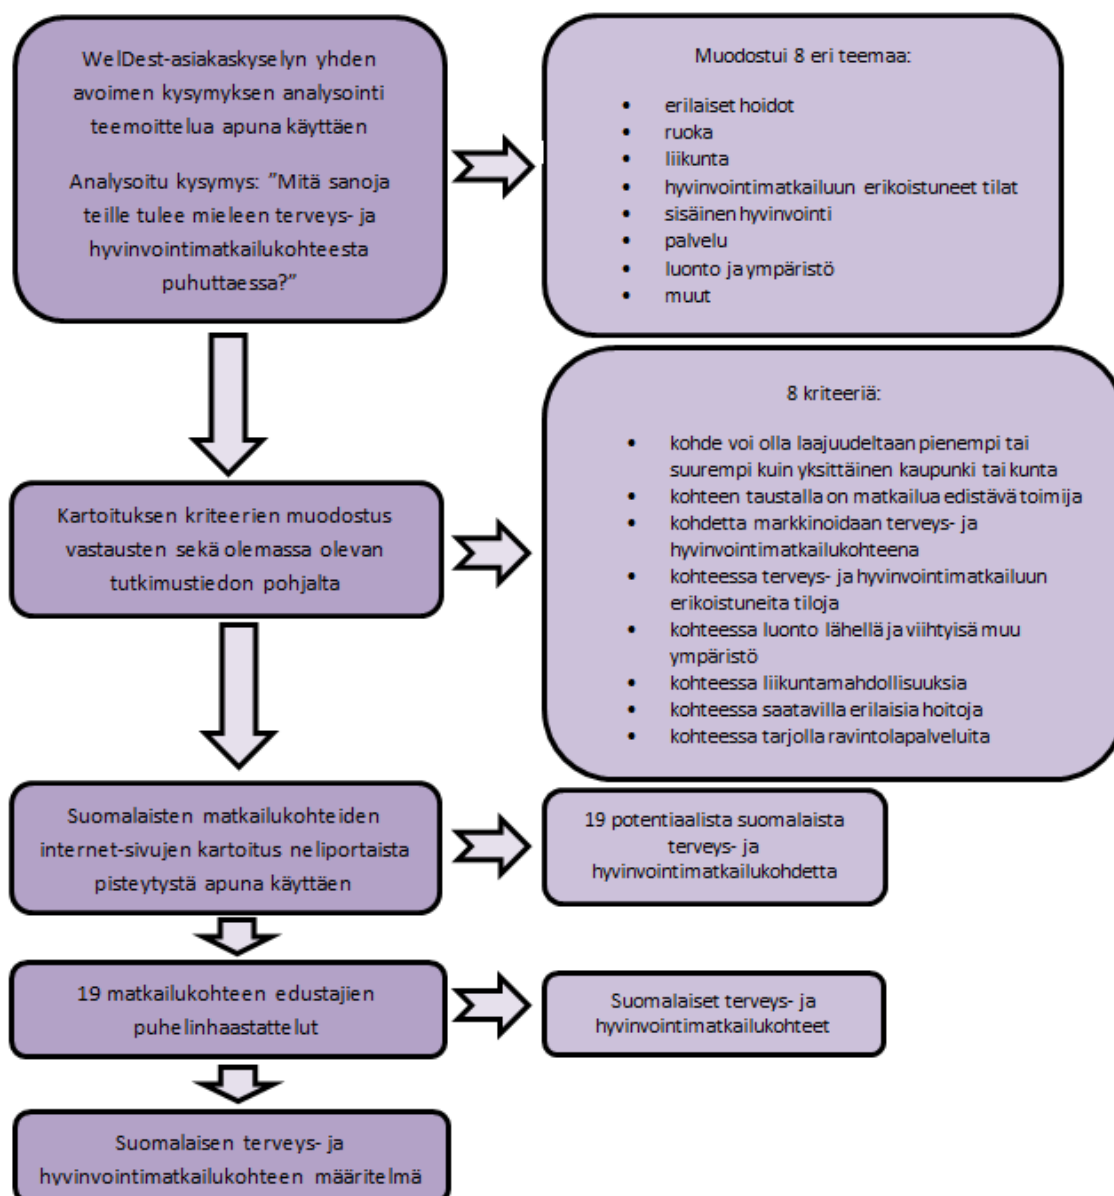 WelDest-asiakaskyselyn yhden
avoimen kysymyksen analysointi
teemoittelua apuna käyttäen
Analysoitu kysymys: ”Mitä sanoja
teille tulee mieleen terveys- ja
hyvinvointimatkailukohteesta
puhuttaessa?”
Muodostui 8 eri teemaa:
• erilaiset hoidot
• ruoka
• liikunta
• hyvinvointimatkailuun erikoistuneet tilat
• sisäinen hyvinvointi
• palvelu
• luonto ja ympäristö
• muut
Kartoituksen kriteerien muodostus
vastausten sekä olemassa olevan
tutkimustiedon pohjalta
8 kriteeriä:
• kohde voi olla laajuudeltaan pienempi tai
suurempi kuin yksittäinen kaupunki tai kunta
• kohteen taustalla on matkailua edistävä toimija
• kohdetta markkinoidaan terveys- ja
hyvinvointimatkailukohteena
• kohteessa terveys- ja hyvinvointimatkailuun
erikoistuneita tiloja
• kohteessa luonto lähellä ja viihtyisä muu
ympäristö
• kohteessa liikuntamahdollisuuksia
• kohteessa saatavilla erilaisia hoitoja
• kohteessa tarjolla ravintolapalveluita
Suomalaisten matkailukohteiden
internet-sivujen kartoitus neliportaista
pisteytystä apuna käyttäen
19 potentiaalista suomalaista
terveys- ja
hyvinvointimatkailukohdetta
19 matkailukohteen edustajien
puhelinhaastattelut
Suomalaiset terveys- ja
hyvinvointimatkailukohteet
Suomalaisen terveys- ja
hyvinvointimatkailukohteen määritelmä